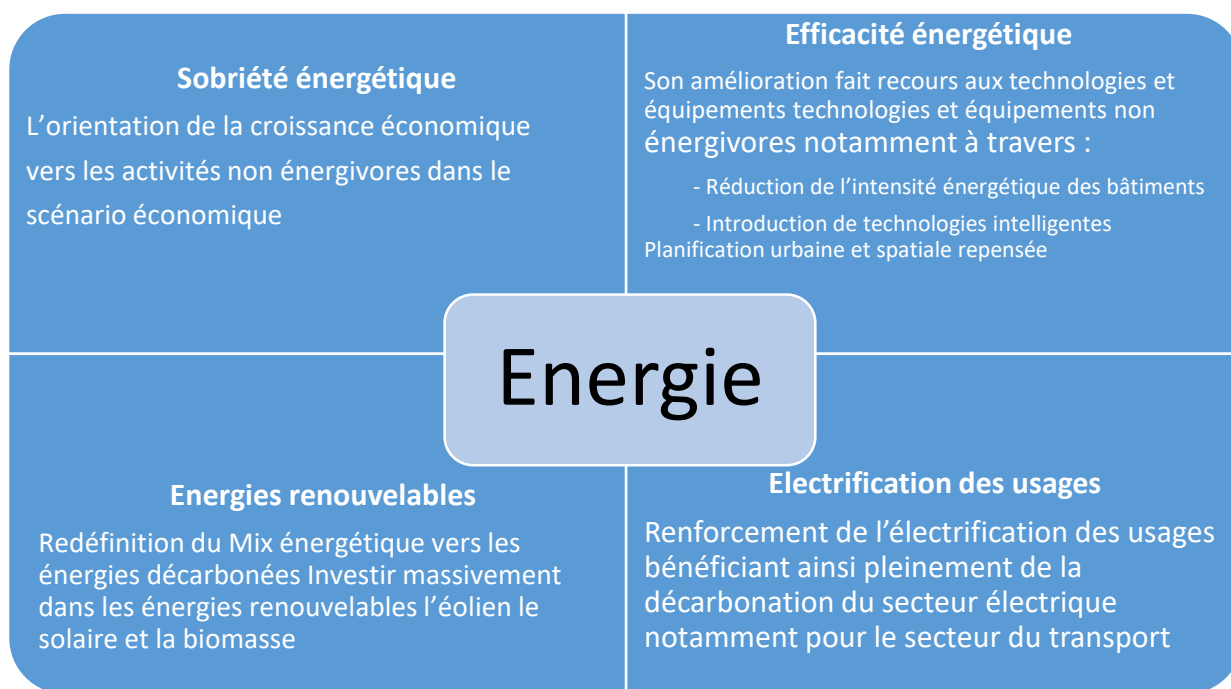 Sobriété énergétique
L’orientation de la croissance économique
vers les activités non énergivores dans le
scénario économique
Efficacité énergétique
Son amélioration fait recours aux technologies et
équipements technologies et équipements non
énergivores notamment à travers :
- Réduction de l’intensité énergétique des bâtiments
- Introduction de technologies intelligentes
Planification urbaine et spatiale repensée
Energie
Energies renouvelables
Redéfinition du Mix énergétique vers les
énergies décarbonées Investir massivement
dans les énergies renouvelables l’éolien le
solaire et la biomasse
Electrification des usages
Renforcement de l’électrification des usages
bénéficiant ainsi pleinement de la
décarbonation du secteur électrique
notamment pour le secteur du transport